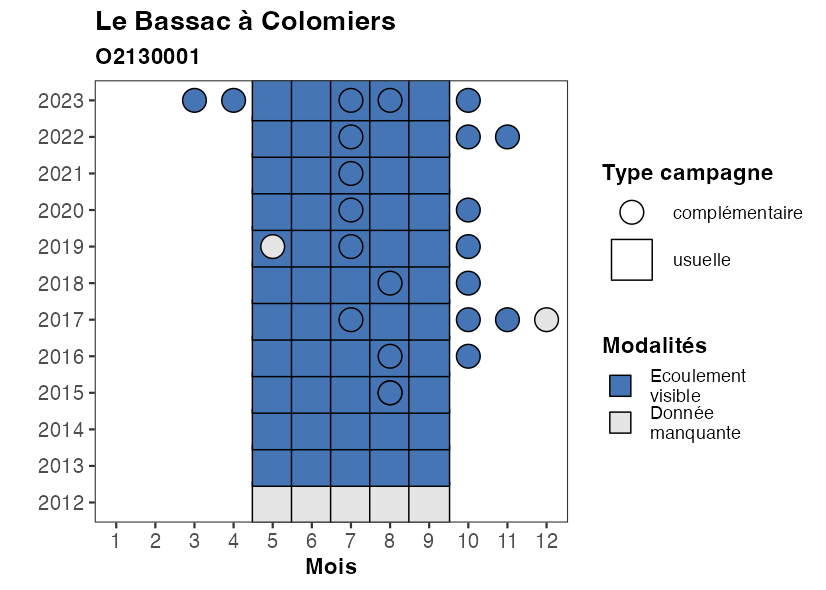 Le Bassac à Colomiers
O2130001
2023
2022
2021
2020
2019
2018
2017
2016
2015
2014
2013
2012
1 2 3 4 5 6 7 8 9 10 11 12
Mois
Type campagne
complémentaire
usuelle
Modalités
Ecoulement
visible
Donnée
manquante